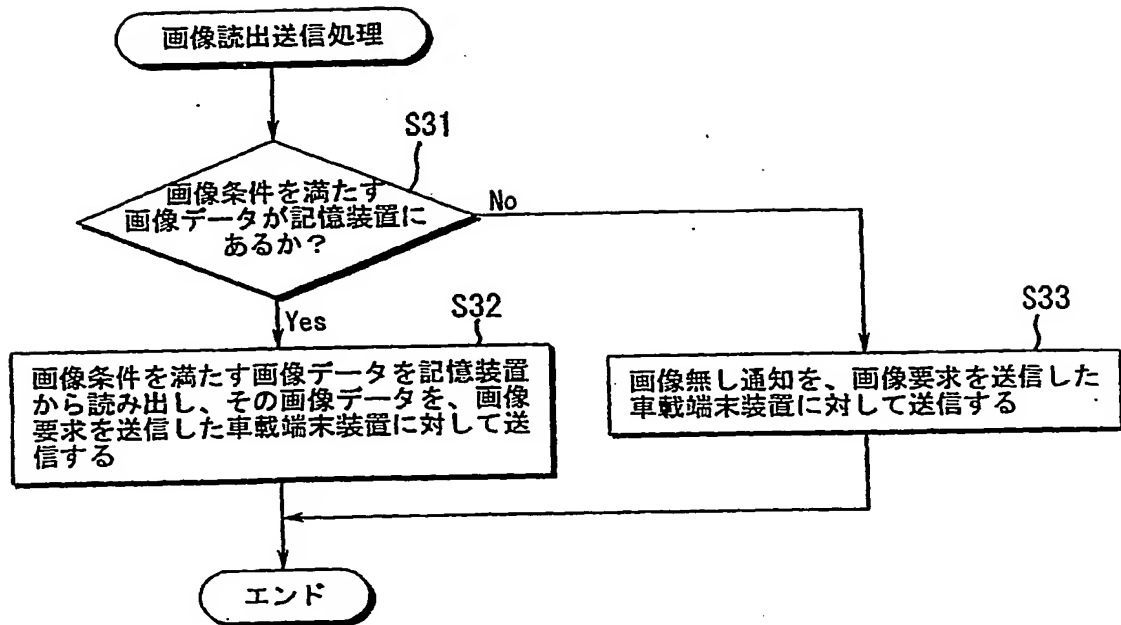 画像読出送信処理
S31
画像条件を満たす
画像データが記憶装置に
あるか?
No
Yes
S32
画像条件を満たす画像データを記憶装置
から読み出し、その画像データを、画像
要求を送信した車載端末装置に対して送
信する
S33
画像無し通知を、画像要求を送信した
車載端末装置に対して送信する
エンド